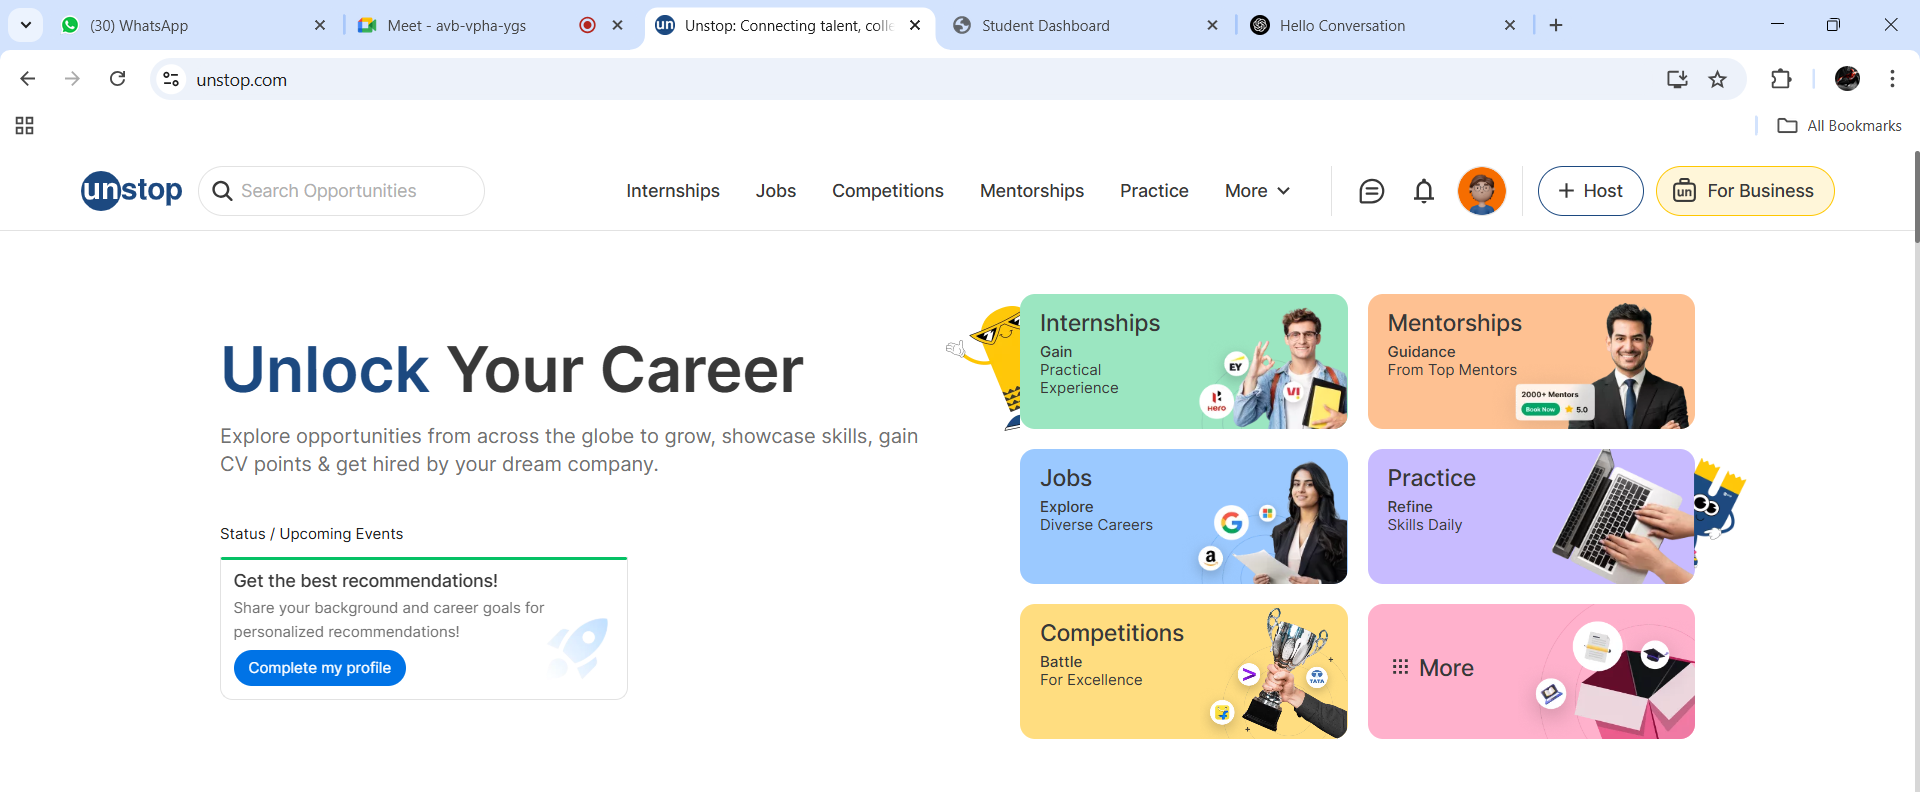 (30) WhatsApp
Meet - avb-vpha-ygs
Unstop: Connecting talent, colle
Student Dashboard
Hello Conversation
unstop.com
All Bookmarks
unstop
Search Opportunities
Internships
Jobs
Competitions
Mentorships
Practice
More
Host
un
For Business
Unlock Your Career
Explore opportunities from across the globe to grow, showcase skills, gain
CV points & get hired by your dream company.
Status / Upcoming Events
Get the best recommendations!
Share your background and career goals for
personalized recommendations!
Complete my profile
Internships
Gain
Practical
Experience
EY
Hero
VI
Mentorships
Guidance
From Top Mentors
2000+ Mentors
Book Now
5.0
Jobs
Explore
Diverse Careers
G
a
Practice
Refine
Skills Daily
Competitions
Battle
For Excellence
TATA
More